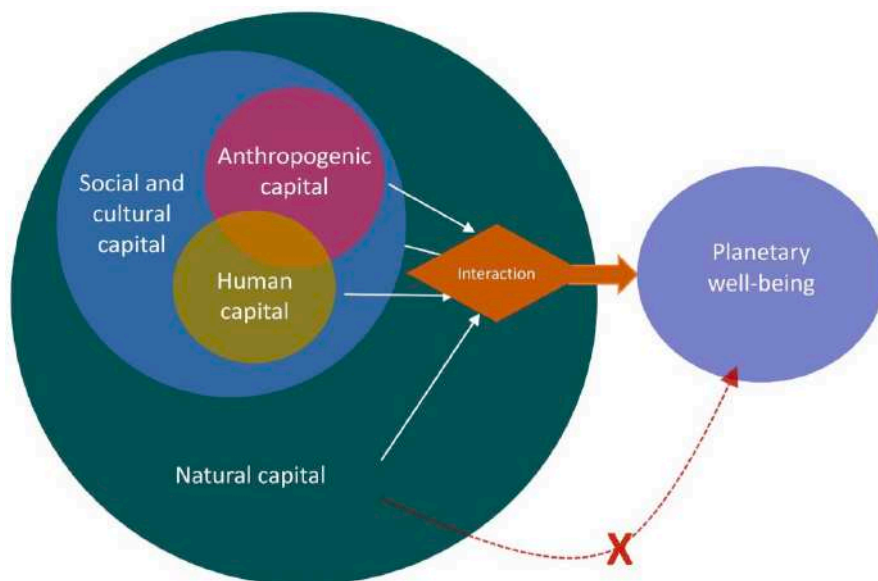 Anthropogenic
capital
Social and
cultural
capital
Human
capital
Interaction
Planetary
well-being
Natural capital
X